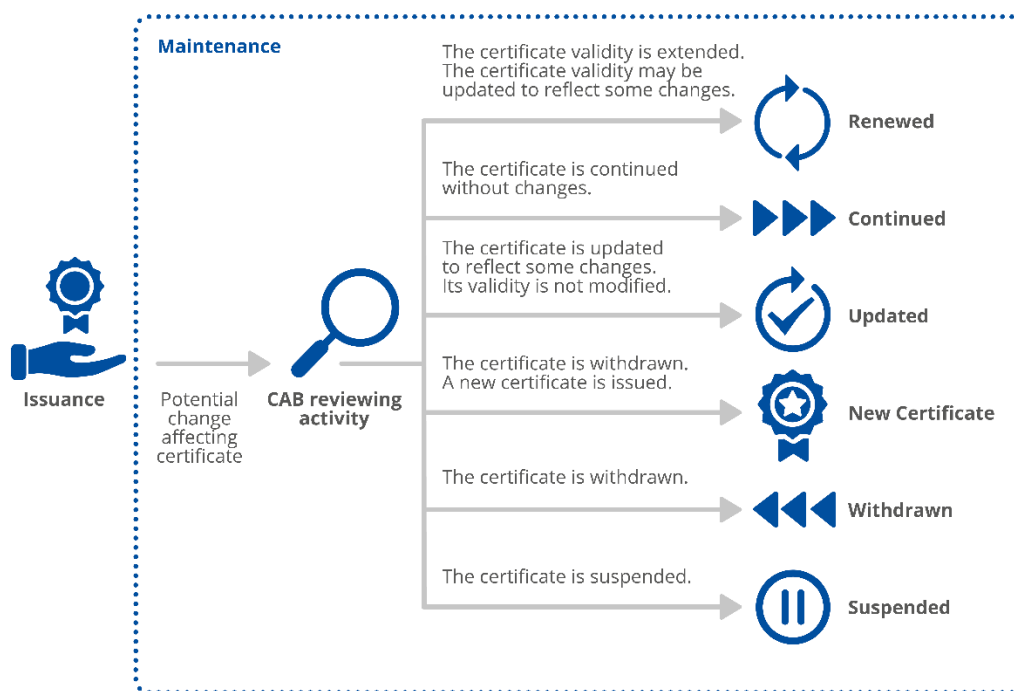 Maintenance
The certificate validity is extended.
The certificate validity may be
updated to reflect some changes.
Renewed
The certificate is continued
without changes.
Continued
The certificate is updated
to reflect some changes.
Its validity is not modified.
Updated
Issuance
Potential
change
affecting
certificate
CAB reviewing
activity
The certificate is withdrawn.
A new certificate is issued.
New Certificate
The certificate is withdrawn.
Withdrawn
The certificate is suspended.
Suspended